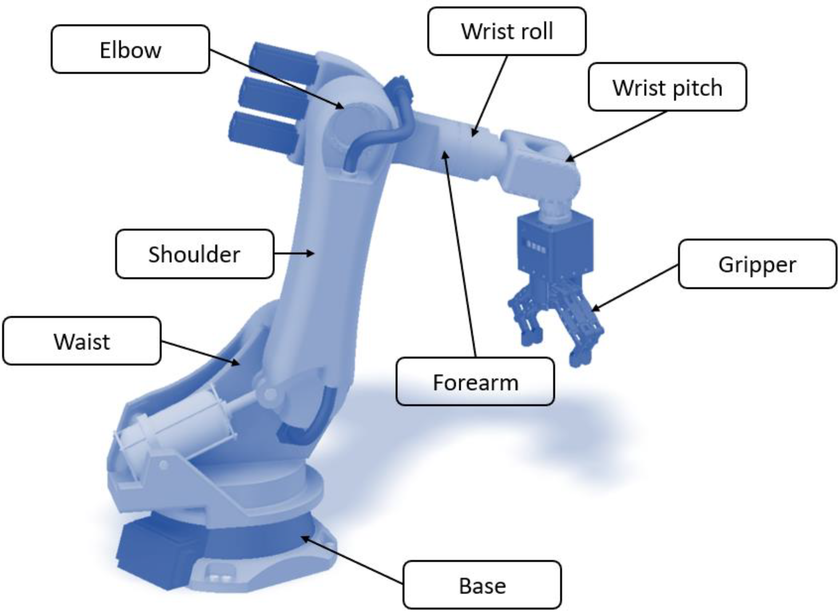 Elbow
Wrist roll
Wrist pitch
Shoulder
Gripper
Waist
Forearm
Base